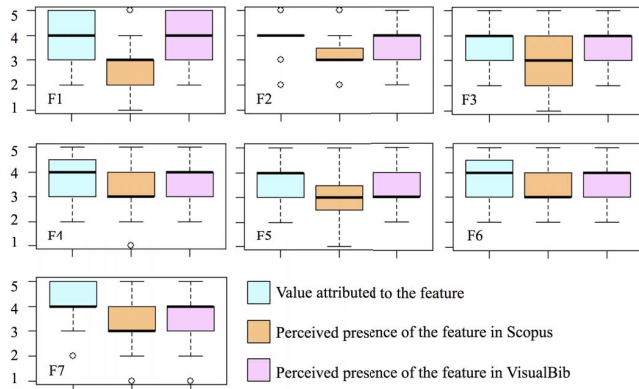 5
4
3
2
1
F1
F2
F3
5
4
3
2
1
F4
F5
F6
5
4
3
2
1
F7
Value attributed to the feature
Perceived presence of the feature in Scopus
Perceived presence of the feature in VisualBib